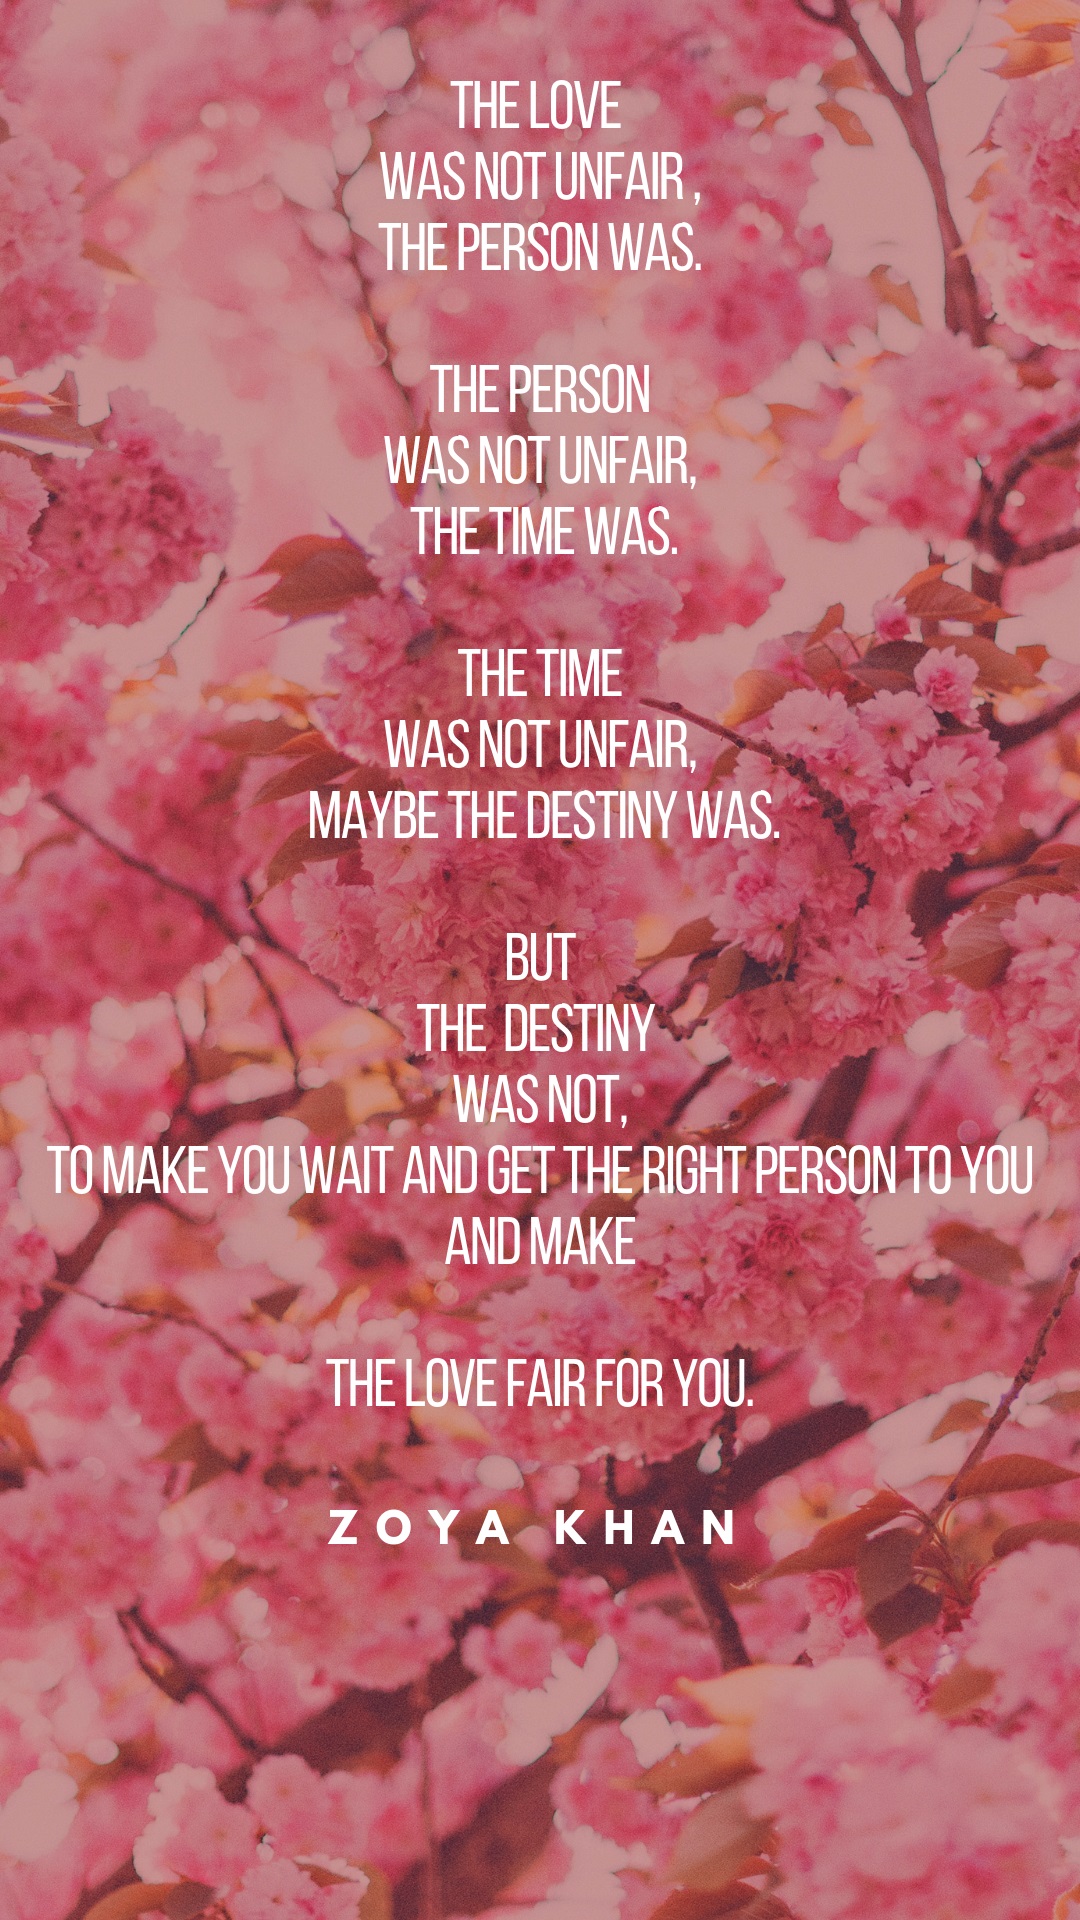 THE LOVE
WAS NOT UNFAIR ,
THE PERSON WAS.
THE PERSON
WAS NOT UNFAIR,
THE TIME WAS.
THE TIME
WAS NOT UNFAIR,
MAYBE THE DESTINY WAS.
BUT
THE DESTINY
WAS NOT,
TO MAKE YOU WAIT AND GET THE RIGHT PERSON TO YOU
AND MAKE
THE LOVE FAIR FOR YOU.
ZOYA KHAN